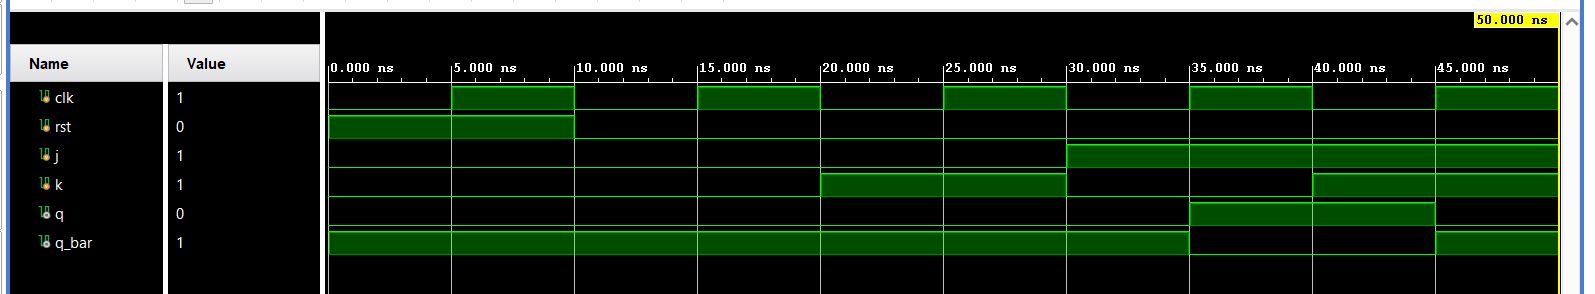 50.000 ns
Name Value
0.000 ns 5.000 ns 10.000 ns 15.000 ns 20.000 ns 25.000 ns 30.000 ns 35.000 ns 40.000 ns 45.000 ns
clk 1
rst 0
j 1
k 1
q 0
q_bar 1